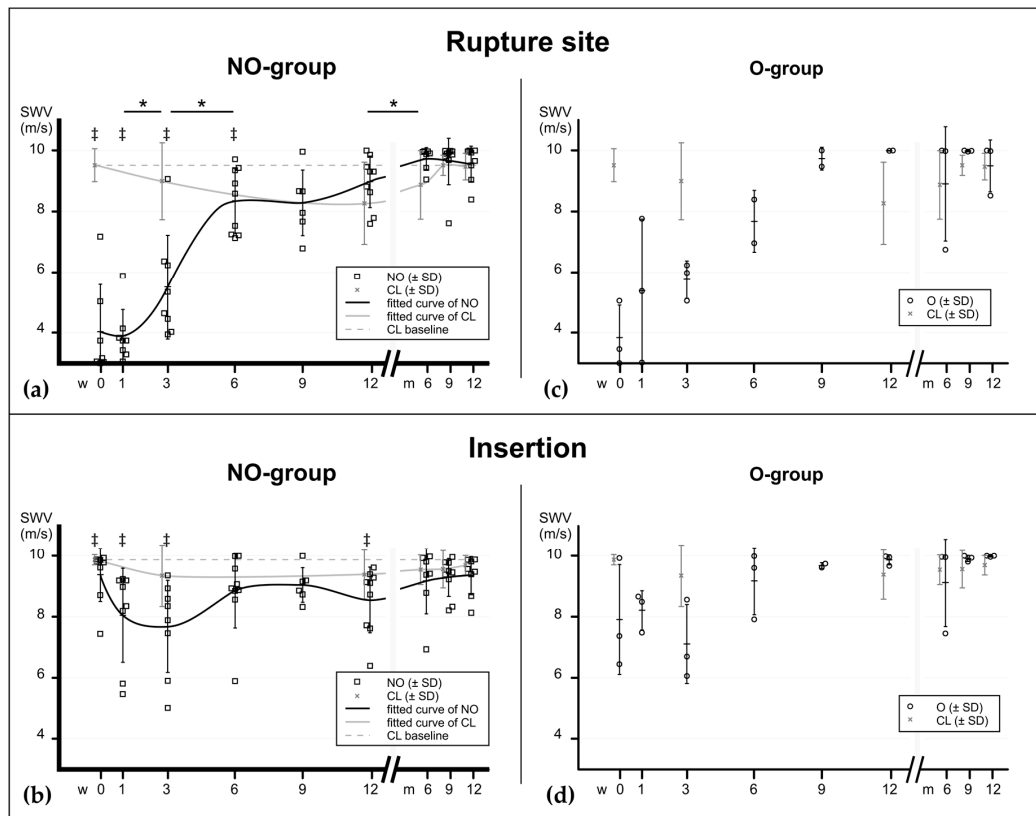 Rupture site
NO-group
O-group
* * *
SWV
(m/s)
‡ ‡ ‡ ‡
10
8
6
4
NO (± SD)
CL (± SD)
fitted curve of NO
fitted curve of CL
CL baseline
w 0 1 3 6 9 12 m 6 9 12
(a)
SWV
(m/s)
10
8
6
4
O (± SD)
CL (± SD)
w 0 1 3 6 9 12 m 6 9 12
(c)
Insertion
NO-group
O-group
SWV
(m/s)
‡ ‡ ‡ ‡
10
8
6
4
NO (± SD)
CL (± SD)
fitted curve of NO
fitted curve of CL
CL baseline
w 0 1 3 6 9 12 m 6 9 12
(b)
SWV
(m/s)
10
8
6
4
O (± SD)
CL (± SD)
w 0 1 3 6 9 12 m 6 9 12
(d)